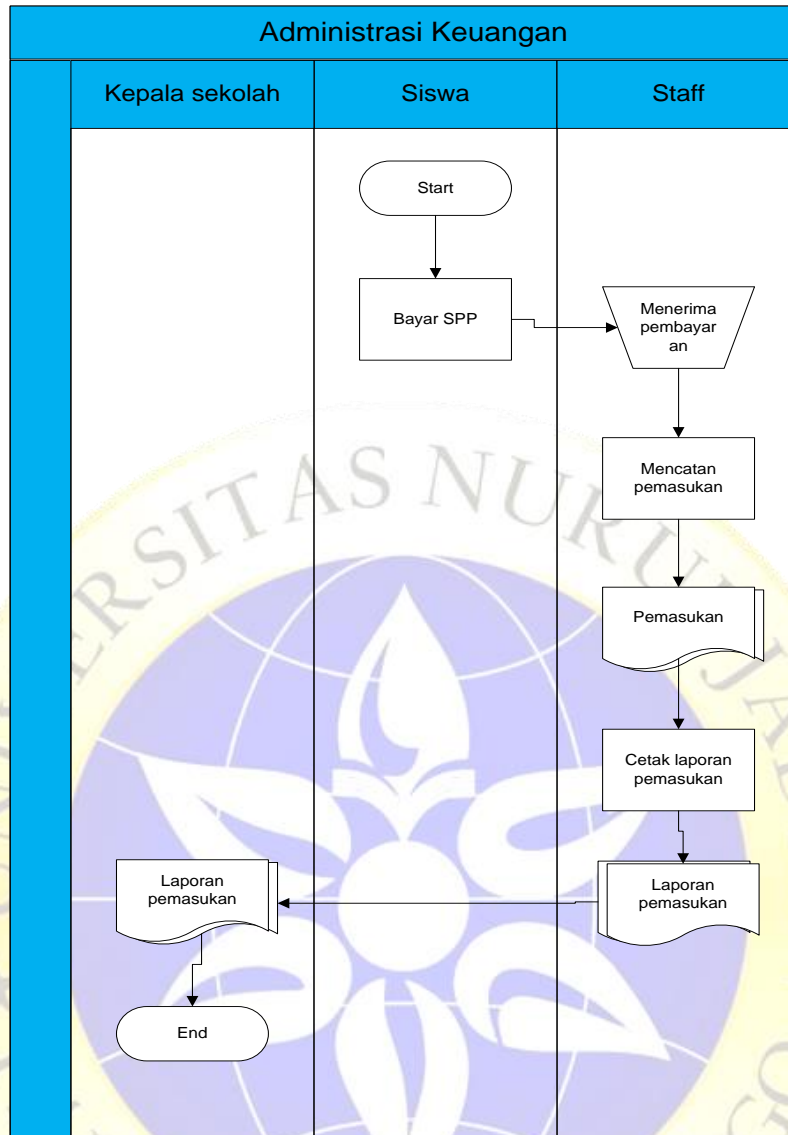 Administrasi Keuangan
Kepala sekolah
Siswa
Staff
Start
Bayar SPP
Menerima
pembayar
an
Mencatan
pemasukan
Pemasukan
Cetak laporan
pemasukan
Laporan
pemasukan
Laporan
pemasukan
End